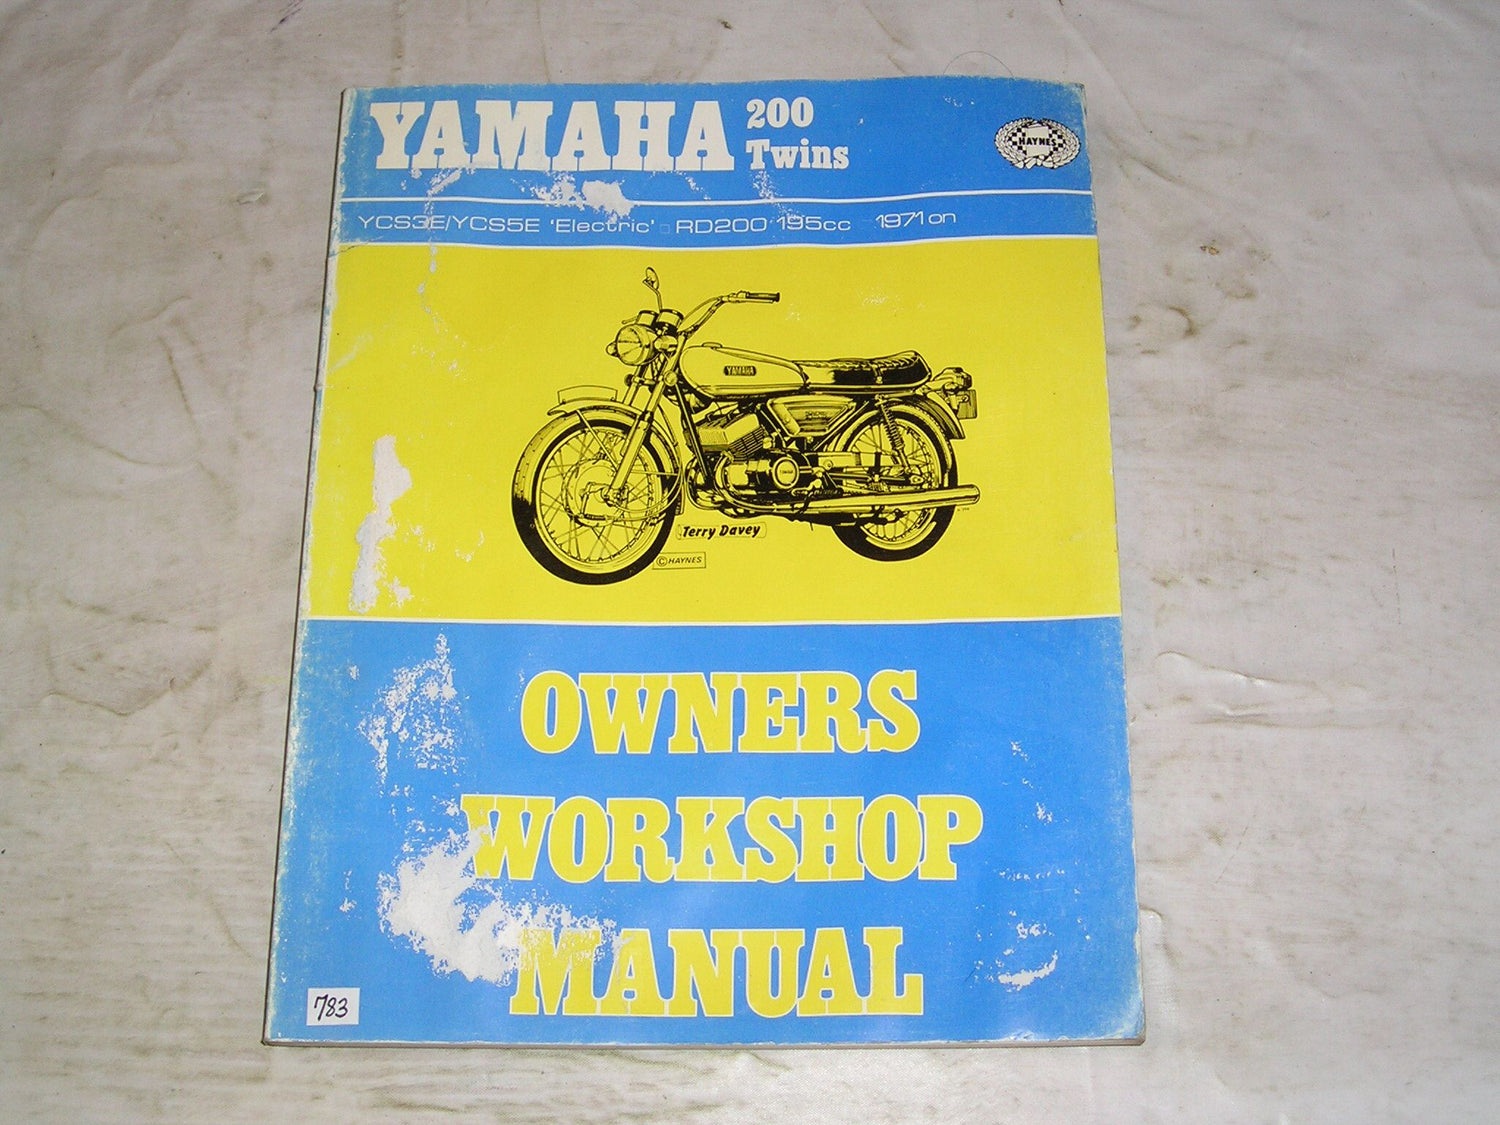 YAMAHA 200 Twins
HAYNES
YCS3E/YCS5E 'Electric' □ RD200 195cc 1971 on
YAMAHA
YAMAHA
Terry Davey
© HAYNES
OWNERS
WORKSHOP
MANUAL
783